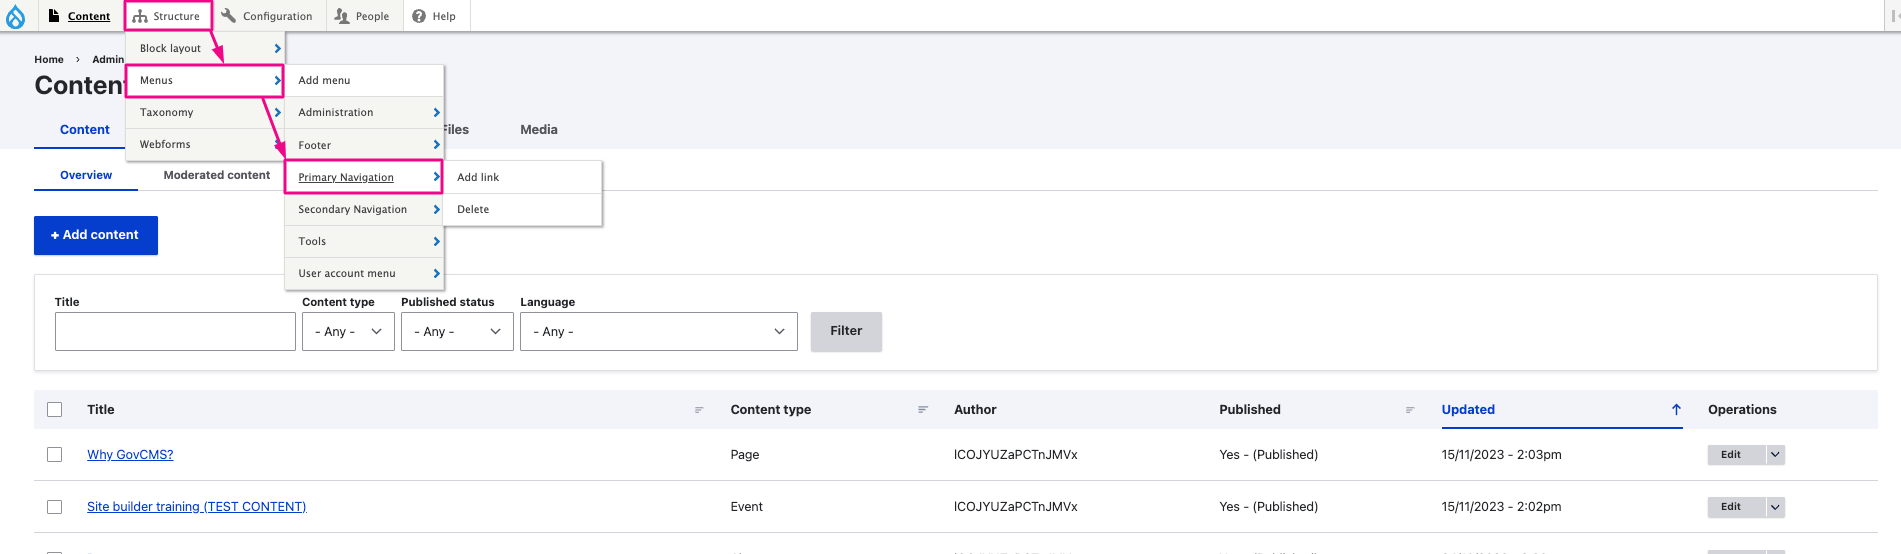 Content Structure Configuration People Help
Block layout
Home › Admin
Menus Add menu
Conten
Taxonomy Administration
Content Files Media
Webforms Footer
Overview Moderated content Primary Navigation Add link
Secondary Navigation Delete
+ Add content
Tools
User account menu
Title Content type Published status Language
- Any - - Any - - Any - Filter
Title Content type Author Published Updated Operations
Why GovCMS? Page ICOJYUZaPCTnJMVx Yes - (Published) 15/11/2023 - 2:03pm Edit
Site builder training (TEST CONTENT) Event ICOJYUZaPCTnJMVx Yes - (Published) 15/11/2023 - 2:02pm Edit